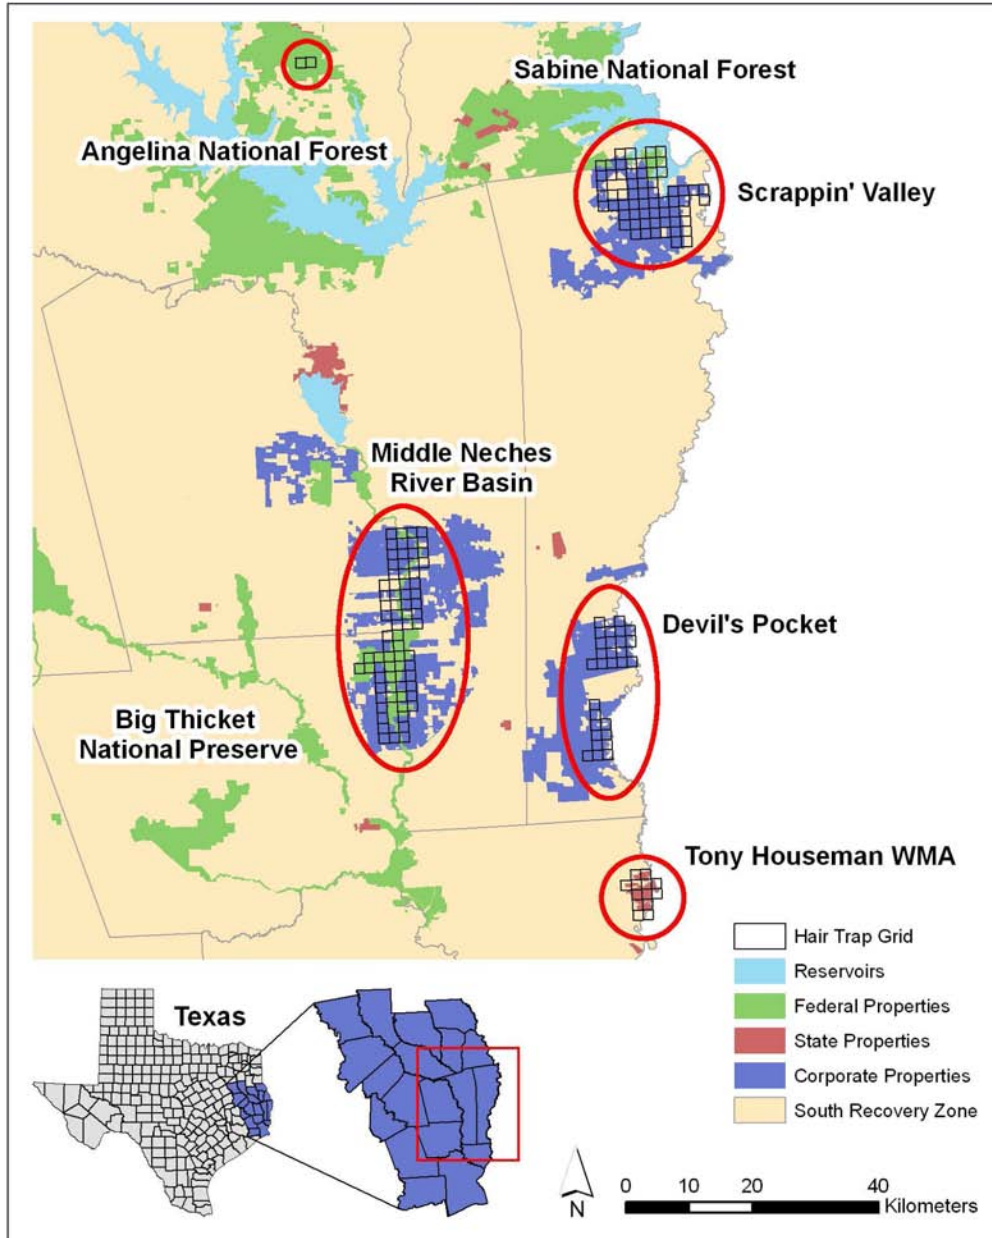 Sabine National Forest
Angelina National Forest
Scrappin' Valley
Middle Neches
River Basin
Devil's Pocket
Big Thicket
National Preserve
Tony Houseman WMA
Hair Trap Grid
Reservoirs
Federal Properties
State Properties
Corporate Properties
South Recovery Zone
Texas
N
0 10 20 40
Kilometers